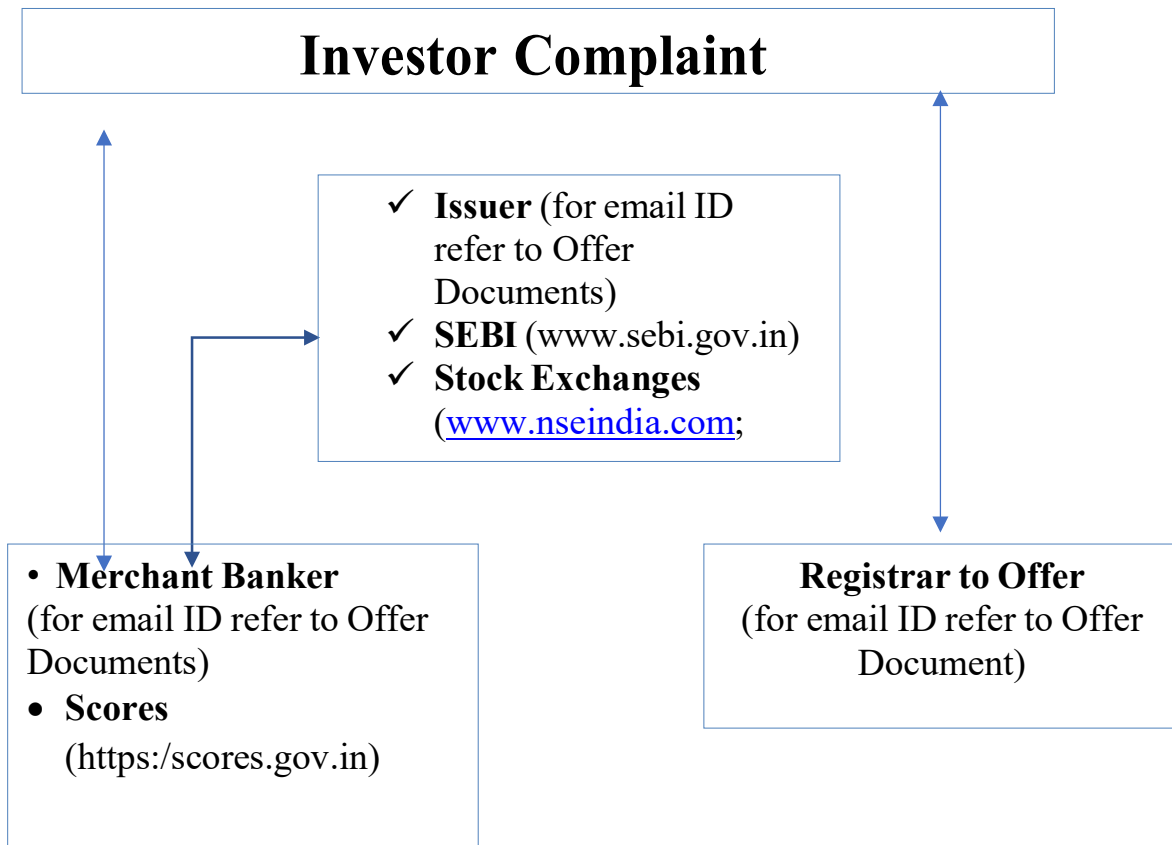 Investor Complaint
✓ Issuer (for email ID
refer to Offer
Documents)
✓ SEBI (www.sebi.gov.in)
✓ Stock Exchanges
(www.nseindia.com;
• Merchant Banker
(for email ID refer to Offer
Documents)
• Scores
(https:/scores.gov.in)
Registrar to Offer
(for email ID refer to Offer
Document)